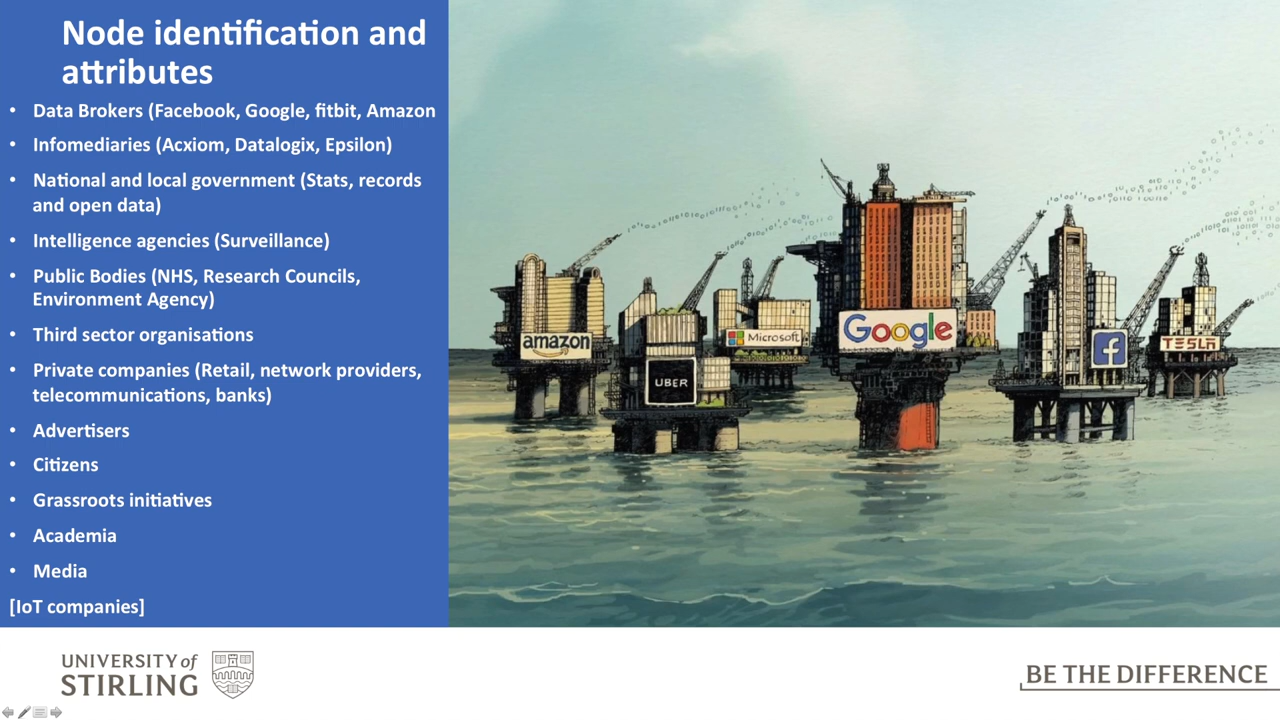 Node identification and
attributes
• Data Brokers (Facebook, Google, fitbit, Amazon
• Infomediaries (Acxiom, Datalogix, Epsilon)
• National and local government (Stats, records
and open data)
• Intelligence agencies (Surveillance)
• Public Bodies (NHS, Research Councils,
Environment Agency)
• Third sector organisations
• Private companies (Retail, network providers,
telecommunications, banks)
• Advertisers
• Citizens
• Grassroots initiatives
• Academia
• Media
[IoT companies]
amazon
UBER
Microsoft
Google
f
TESLA
UNIVERSITY of
STIRLING
BE THE DIFFERENCE